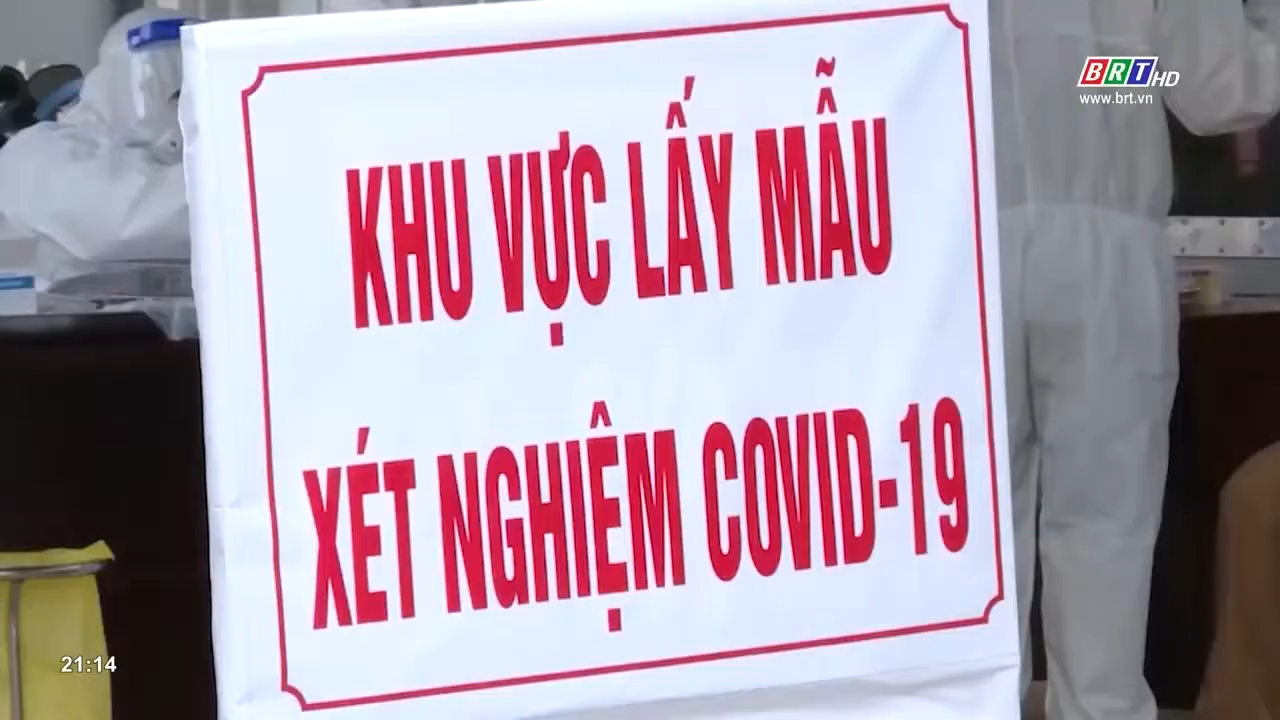 BRT HD
www.brt.vn
KHU VỰC LẤY MẪU
XÉT NGHIỆM COVID-19
21:14